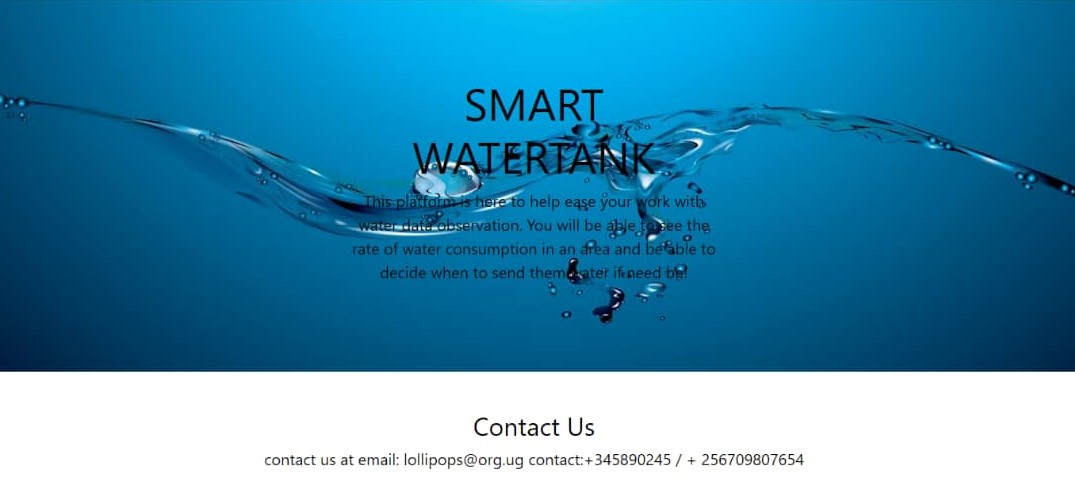 SMART
WATERTANK
This platform is here to help ease your work with
water data observation. You will be able to see the
rate of water consumption in an area and be able to
decide when to send them water if need be!
Contact Us
contact us at email: lollipops@org.ug contact:+345890245 / + 256709807654